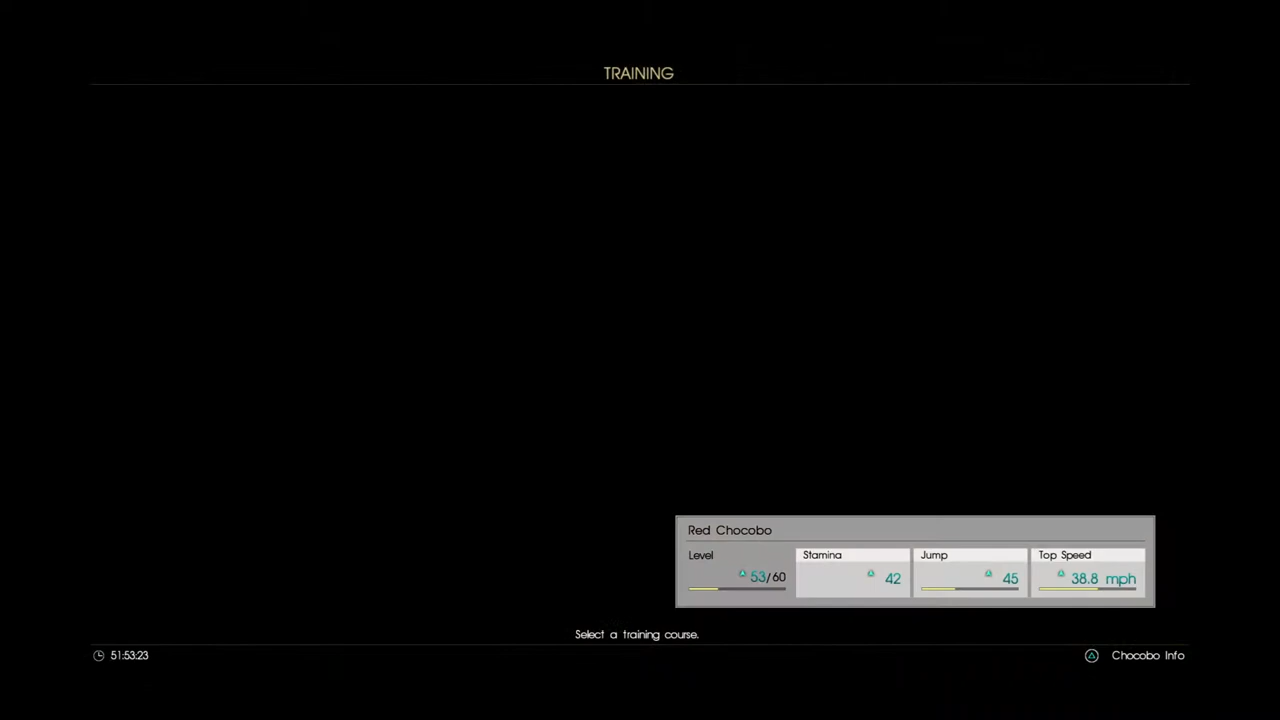 TRAINING
Red Chocobo
Level Stamina Jump Top Speed
53/60 42 45 38.8 mph
Select a training course.
51:53:23 Chocobo Info